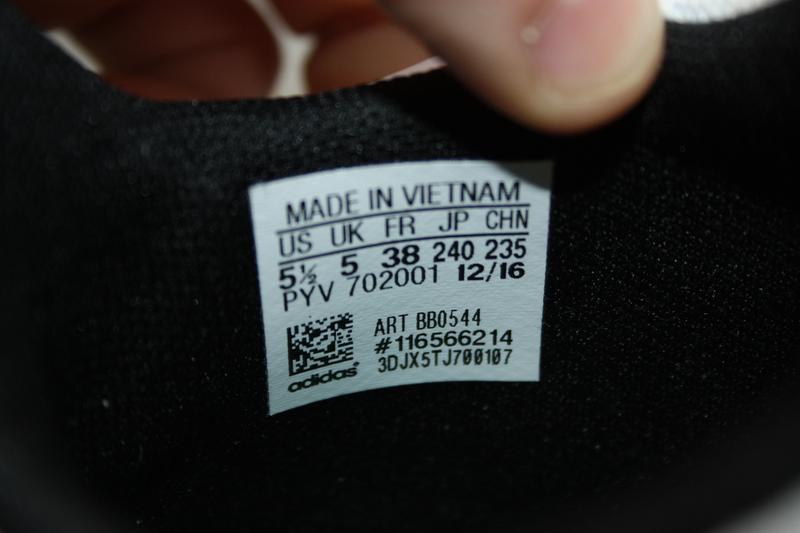 MADE IN VIETNAM
US UK FR JP CHN
5½ 5 38 240 235
PYV 702001 12/16
ART BB0544
#116566214
3DJX5TJ700107
adidas